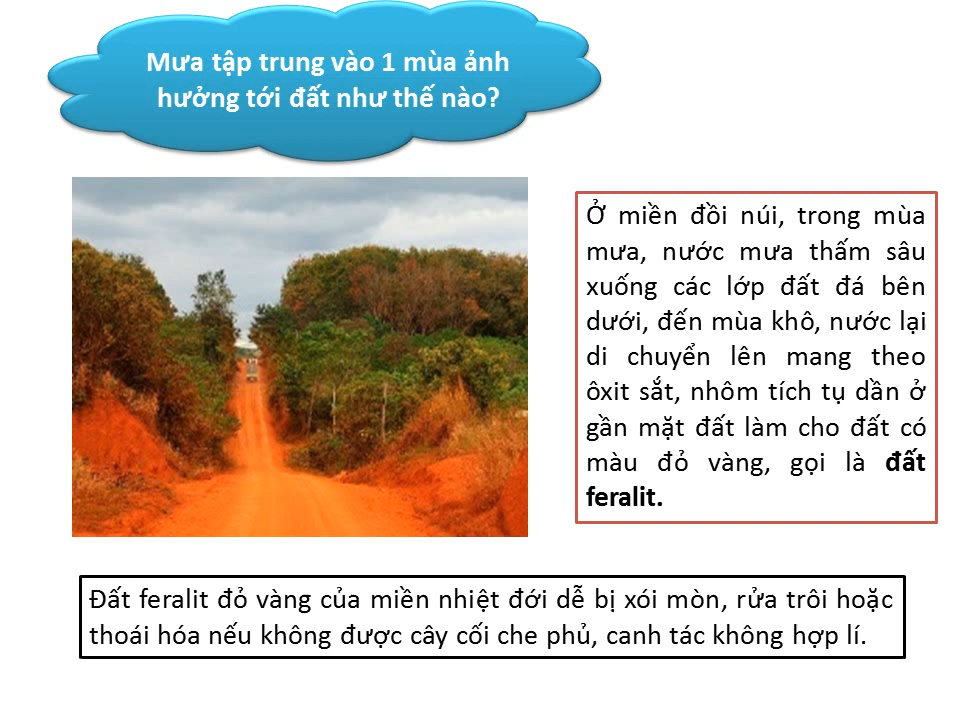 Mưa tập trung vào 1 mùa ảnh
hưởng tới đất như thế nào?
Ở miền đồi núi, trong mùa
mưa, nước mưa thấm sâu
xuống các lớp đất đá bên
dưới, đến mùa khô, nước lại
di chuyển lên mang theo
ôxit sắt, nhôm tích tụ dần ở
gần mặt đất làm cho đất có
màu đỏ vàng, gọi là đất
feralit.
Đất feralit đỏ vàng của miền nhiệt đới dễ bị xói mòn, rửa trôi hoặc
thoái hóa nếu không được cây cối che phủ, canh tác không hợp lí.